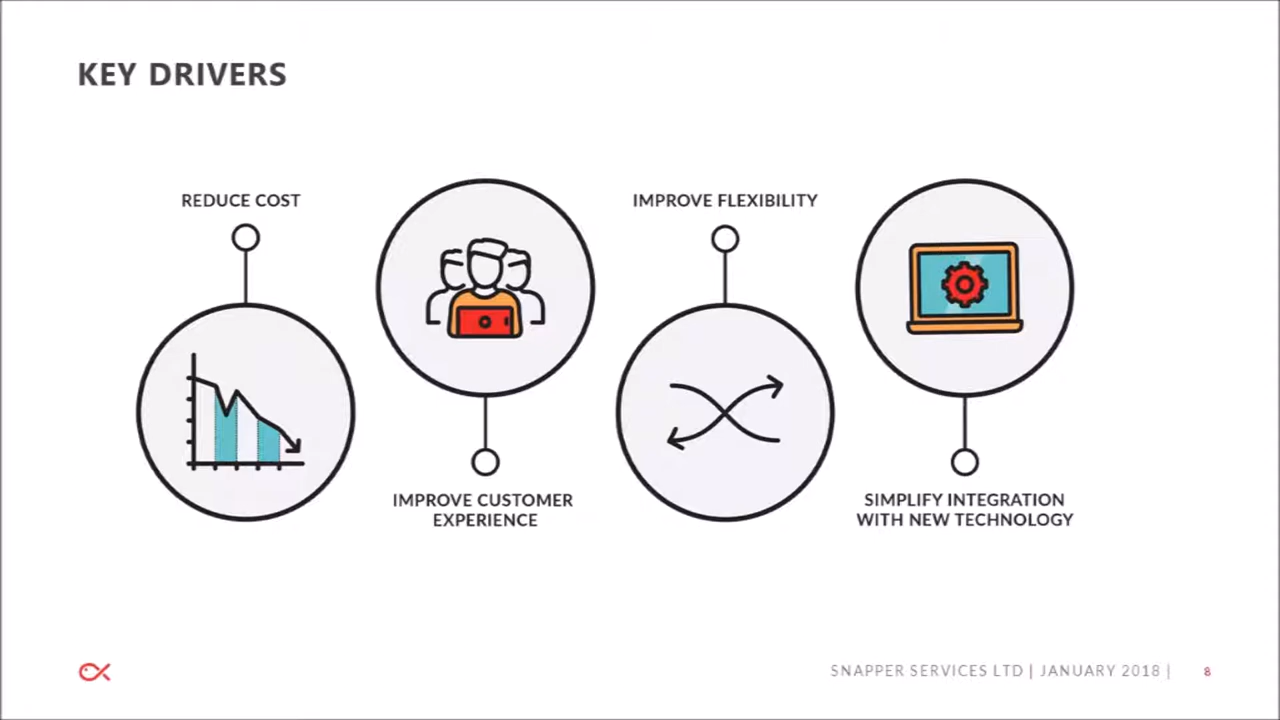 KEY DRIVERS
REDUCE COST
IMPROVE CUSTOMER
EXPERIENCE
IMPROVE FLEXIBILITY
SIMPLIFY INTEGRATION
WITH NEW TECHNOLOGY
SNAPPER SERVICES LTD | JANUARY 2018 | 8